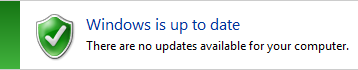 Windows is up to date
There are no updates available for your computer.